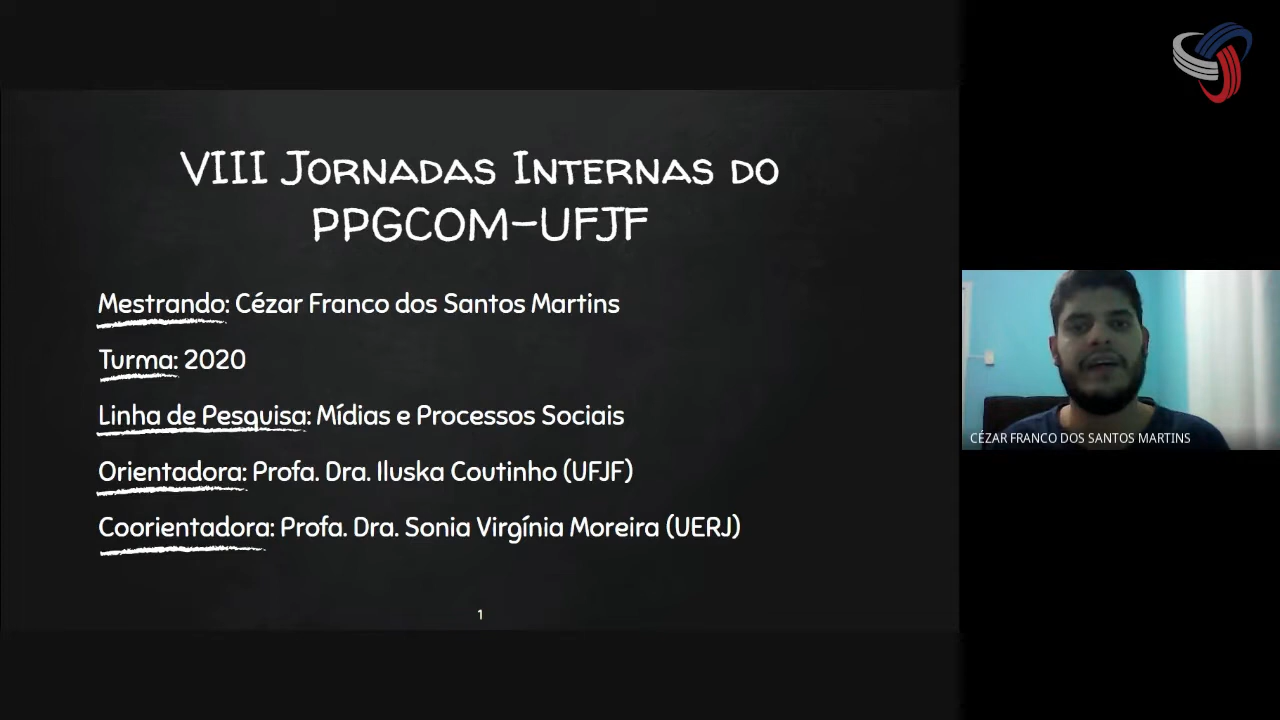 VIII Jornadas Internas do
PPGCOM-UFJF
Mestrando: Cézar Franco dos Santos Martins
Turma: 2020
Linha de Pesquisa: Mídias e Processos Sociais
Orientadora: Profa. Dra. Iluska Coutinho (UFJF)
Coorientadora: Profa. Dra. Sonia Virgínia Moreira (UERJ)
1
CÉZAR FRANCO DOS SANTOS MARTINS